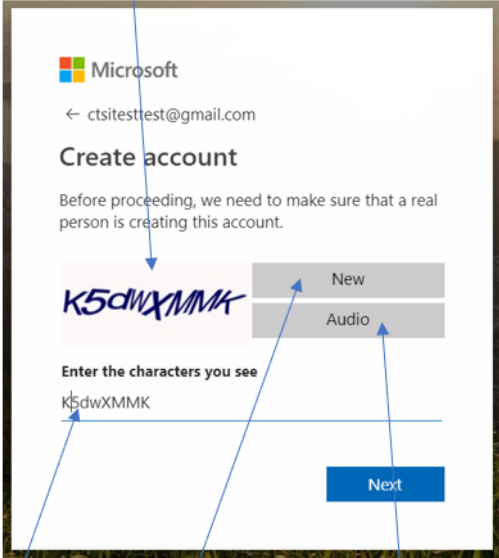 Microsoft
← ctsitesttest@gmail.com
Create account
Before proceeding, we need to make sure that a real
person is creating this account.
K5dwXMMK
New
Audio
Enter the characters you see
K5dwXMMK
Next